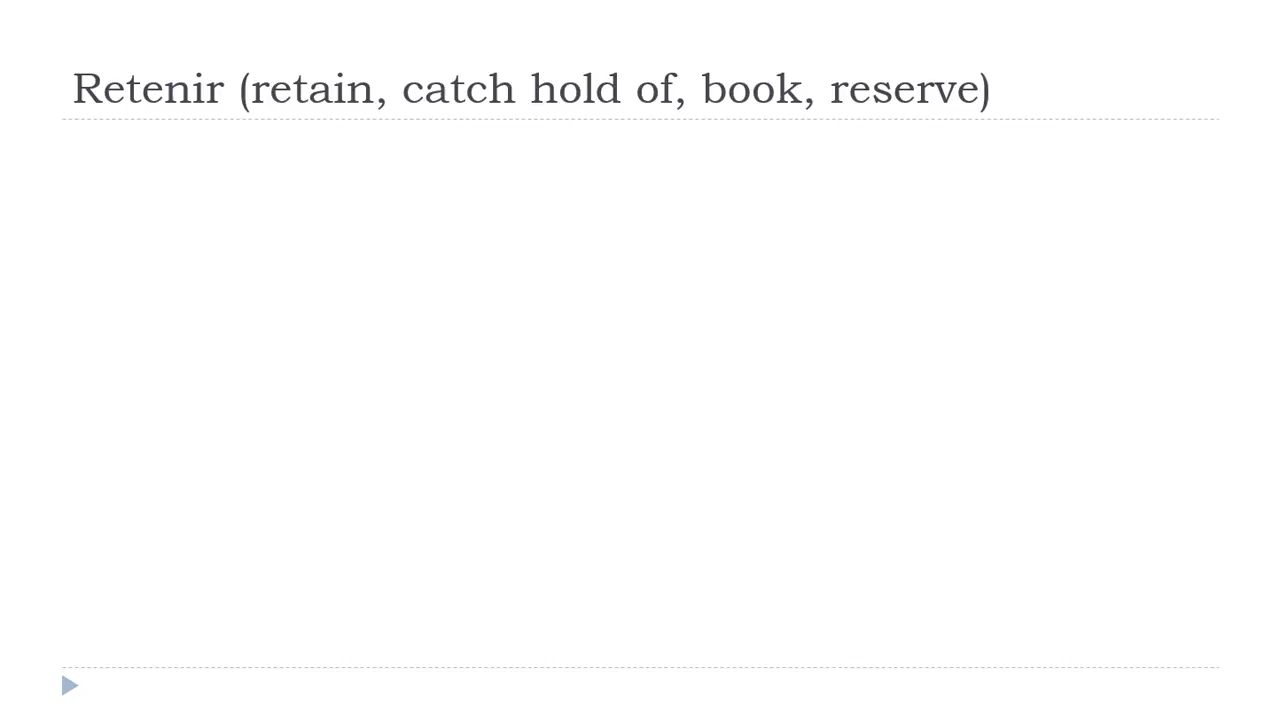 Retenir (retain, catch hold of, book, reserve)